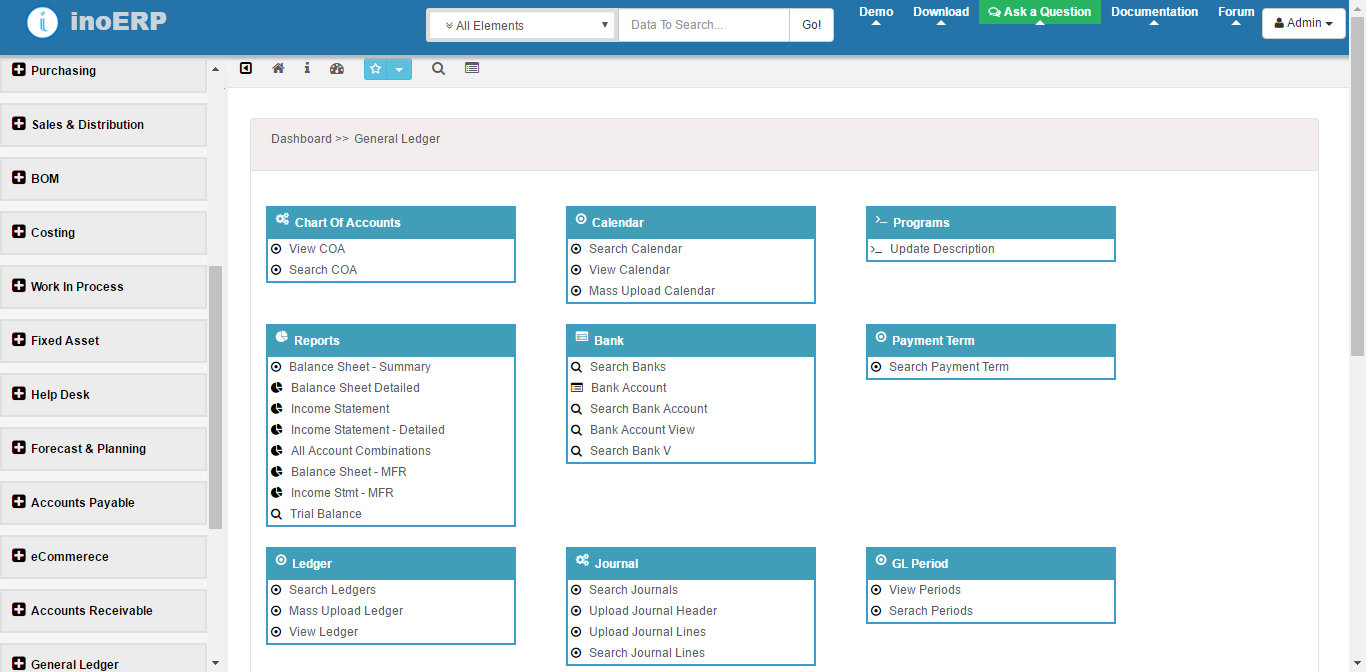 inoERP
All Elements
Data To Search...
Go!
Demo
Download
Ask a Question
Documentation
Forum
Admin
Purchasing
Sales & Distribution
BOM
Costing
Work In Process
Fixed Asset
Help Desk
Forecast & Planning
Accounts Payable
eCommerece
Accounts Receivable
General Ledger
Dashboard >> General Ledger
Chart Of Accounts
View COA
Search COA
Calendar
Search Calendar
View Calendar
Mass Upload Calendar
Programs
Update Description
Reports
Balance Sheet - Summary
Balance Sheet Detailed
Income Statement
Income Statement - Detailed
All Account Combinations
Balance Sheet - MFR
Income Stmt - MFR
Trial Balance
Bank
Search Banks
Bank Account
Search Bank Account
Bank Account View
Search Bank V
Payment Term
Search Payment Term
Ledger
Search Ledgers
Mass Upload Ledger
View Ledger
Journal
Search Journals
Upload Journal Header
Upload Journal Lines
Search Journal Lines
GL Period
View Periods
Serach Periods